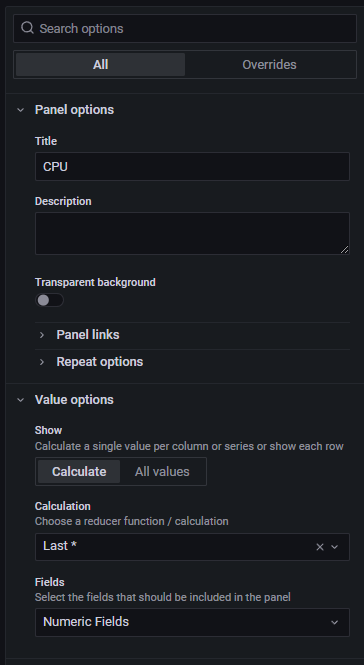 Search options
All
Overrides
Panel options
Title
CPU
Description
Transparent background
Panel links
Repeat options
Value options
Show
Calculate a single value per column or series or show each row
Calculate
All values
Calculation
Choose a reducer function / calculation
Last *
Fields
Select the fields that should be included in the panel
Numeric Fields